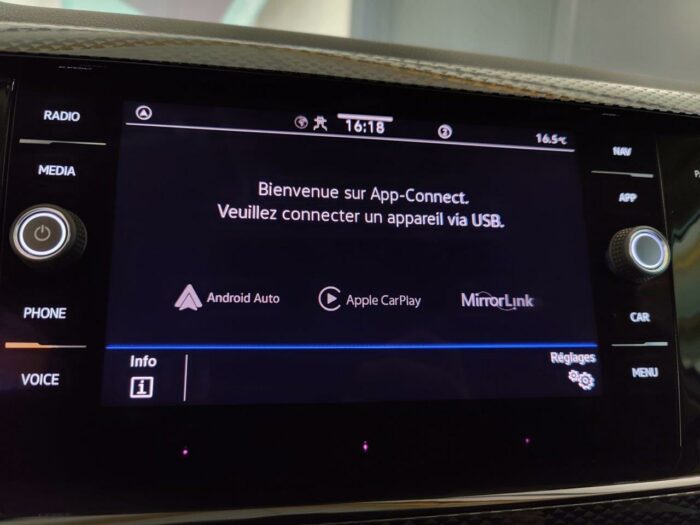 RADIO
MEDIA
PHONE
VOICE
16:18
16.5°C
Bienvenue sur App-Connect.
Veuillez connecter un appareil via USB.
Android Auto
Apple CarPlay
MirrorLink
Info
Réglages
NAV
APP
CAR
MENU